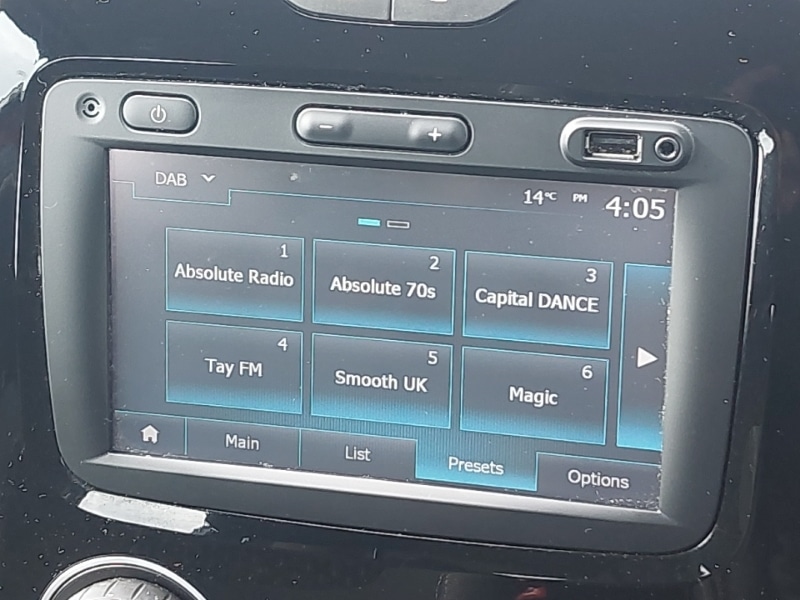 DAB
14°C PM 4:05
1
Absolute Radio
2
Absolute 70s
3
Capital DANCE
4
Tay FM
5
Smooth UK
6
Magic
Main
List
Presets
Options